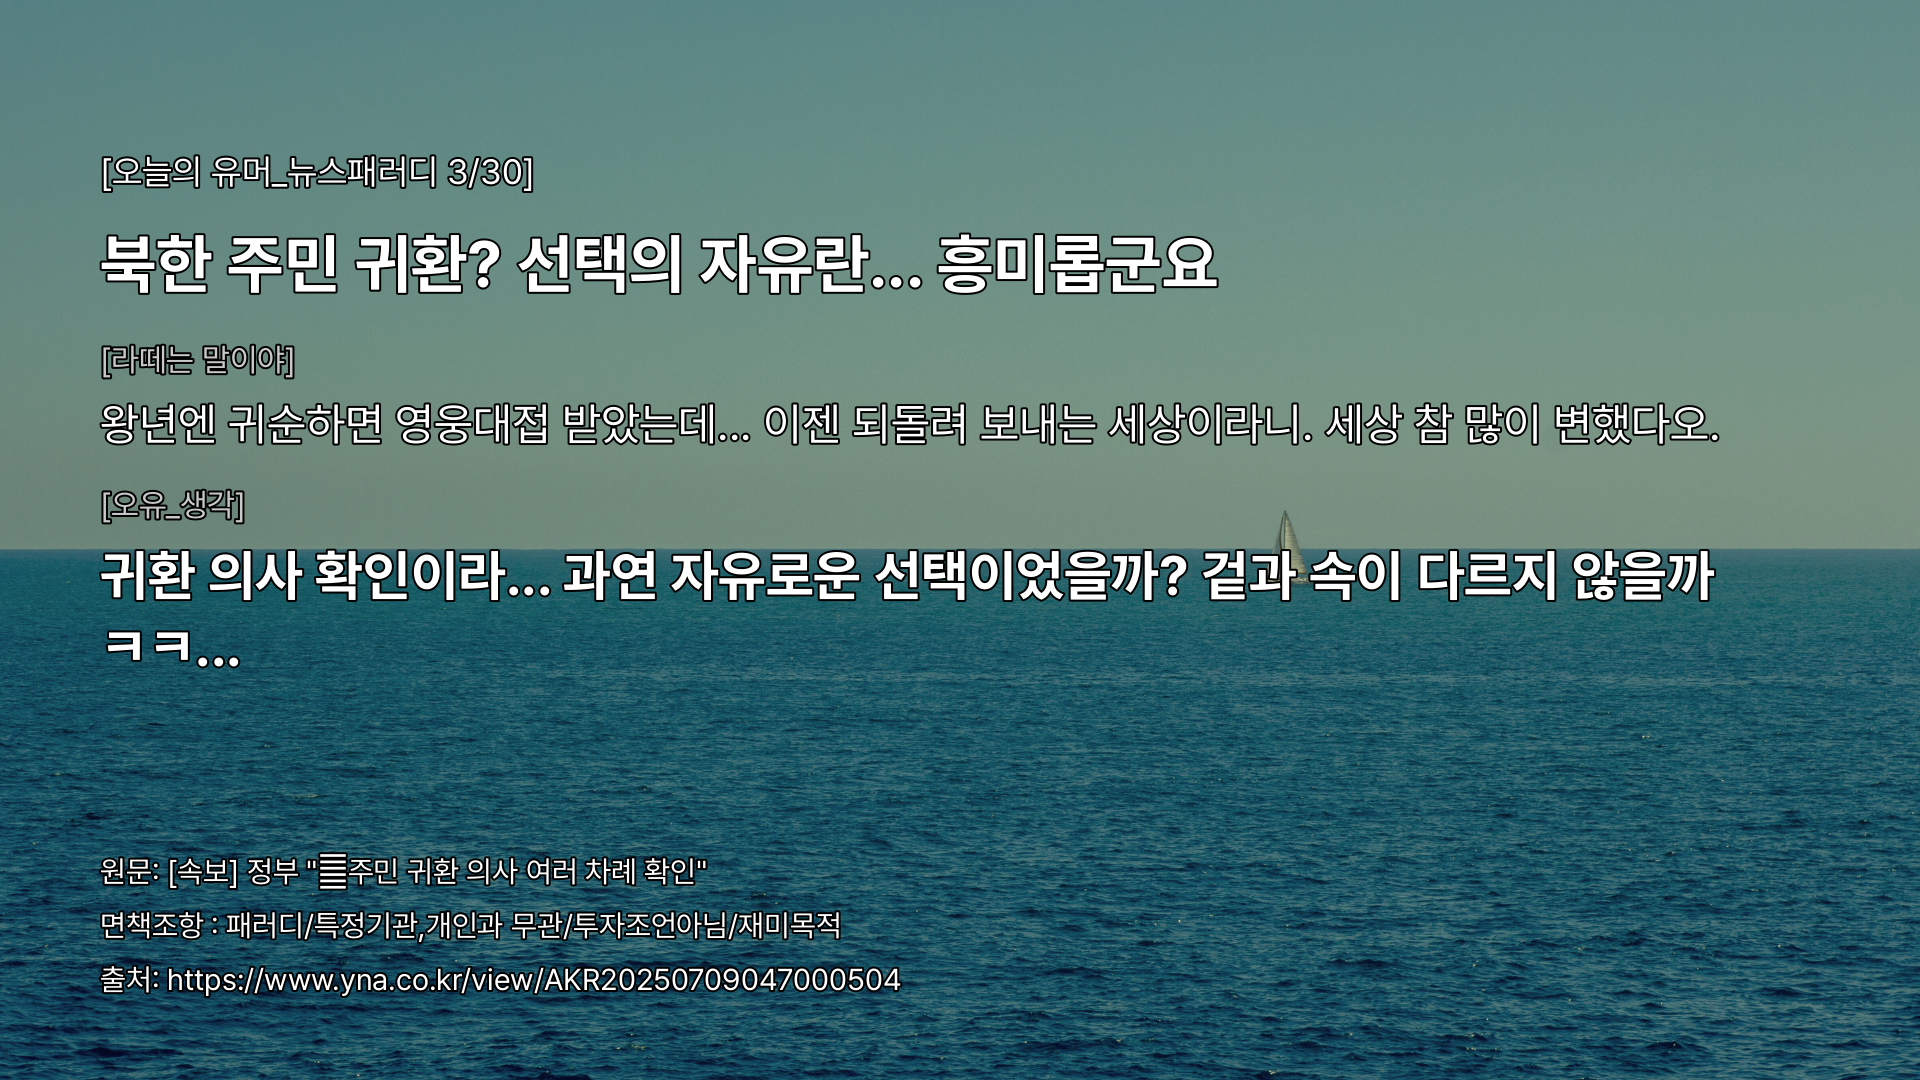 [오늘의 유머_뉴스패러디 3/30]
북한 주민 귀환? 선택의 자유란... 흥미롭군요
[라떼는 말이야]
왕년엔 귀순하면 영웅대접 받았는데... 이젠 되돌려 보내는 세상이라니. 세상 참 많이 변했다오.
[오유_생각]
귀환 의사 확인이라... 과연 자유로운 선택이었을까? 겉과 속이 다르지 않을까
ㅋㅋ...
원문: [속보] 정부 "주민 귀환 의사 여러 차례 확인"
면책조항 : 패러디/특정기관,개인과 무관/투자조언아님/재미목적
출처: https://www.yna.co.kr/view/AKR20250709047000504